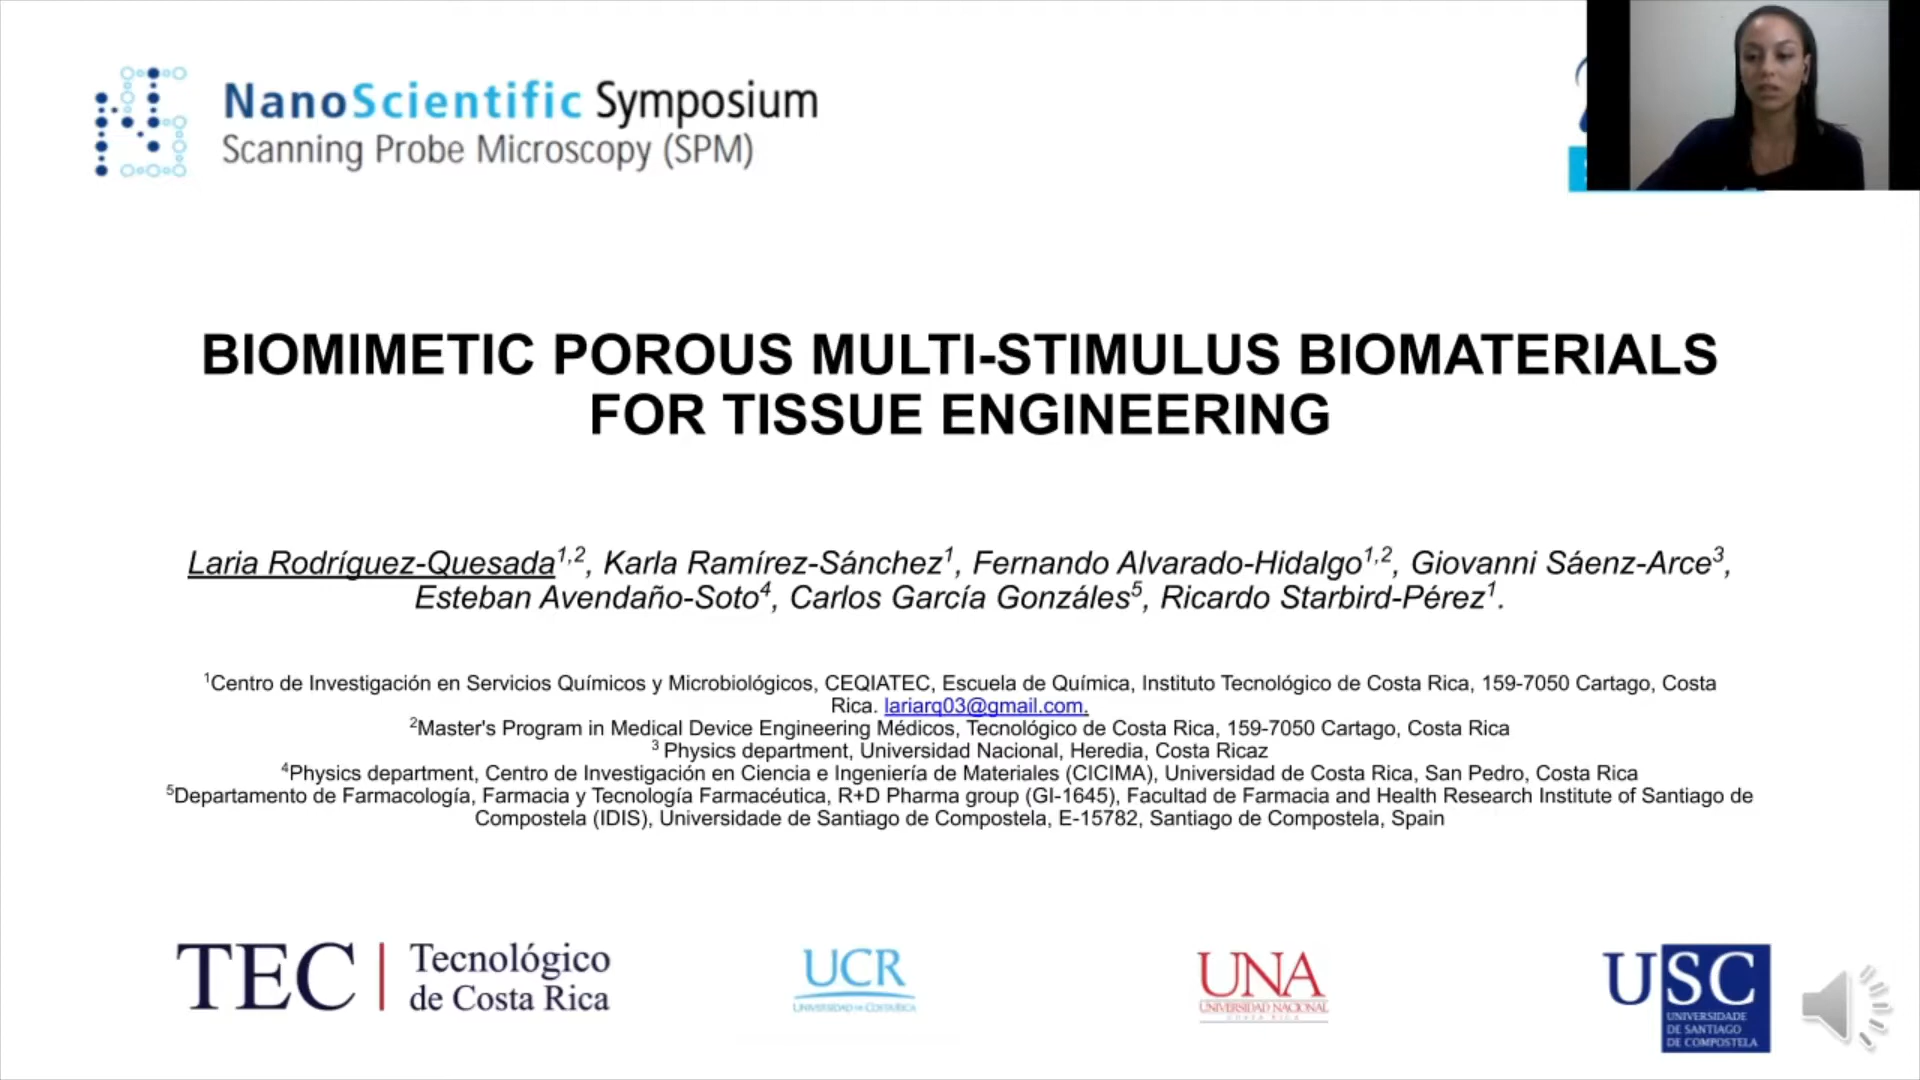 NanoScientific Symposium
Scanning Probe Microscopy (SPM)
BIOMIMETIC POROUS MULTI-STIMULUS BIOMATERIALS
FOR TISSUE ENGINEERING
Laria Rodríguez-Quesada1,2, Karla Ramírez-Sánchez1, Fernando Alvarado-Hidalgo1,2, Giovanni Sáenz-Arce3,
Esteban Avendaño-Soto4, Carlos García Gonzáles5, Ricardo Starbird-Pérez1.
1Centro de Investigación en Servicios Químicos y Microbiológicos, CEQIATEC, Escuela de Química, Instituto Tecnológico de Costa Rica, 159-7050 Cartago, Costa
Rica. lariarq03@gmail.com.
2Master's Program in Medical Device Engineering Médicos, Tecnológico de Costa Rica, 159-7050 Cartago, Costa Rica
3 Physics department, Universidad Nacional, Heredia, Costa Ricaz
4Physics department, Centro de Investigación en Ciencia e Ingeniería de Materiales (CICIMA), Universidad de Costa Rica, San Pedro, Costa Rica
5Departamento de Farmacología, Farmacia y Tecnología Farmacéutica, R+D Pharma group (GI-1645), Facultad de Farmacia and Health Research Institute of Santiago de
Compostela (IDIS), Universidade de Santiago de Compostela, E-15782, Santiago de Compostela, Spain
TEC | Tecnológico
de Costa Rica
UCR
UNIVERSIDAD DE COSTA RICA
UNA
UNIVERSIDAD NACIONAL
COSTA RICA
USC
UNIVERSIDADE
DE SANTIAGO
DE COMPOSTELA